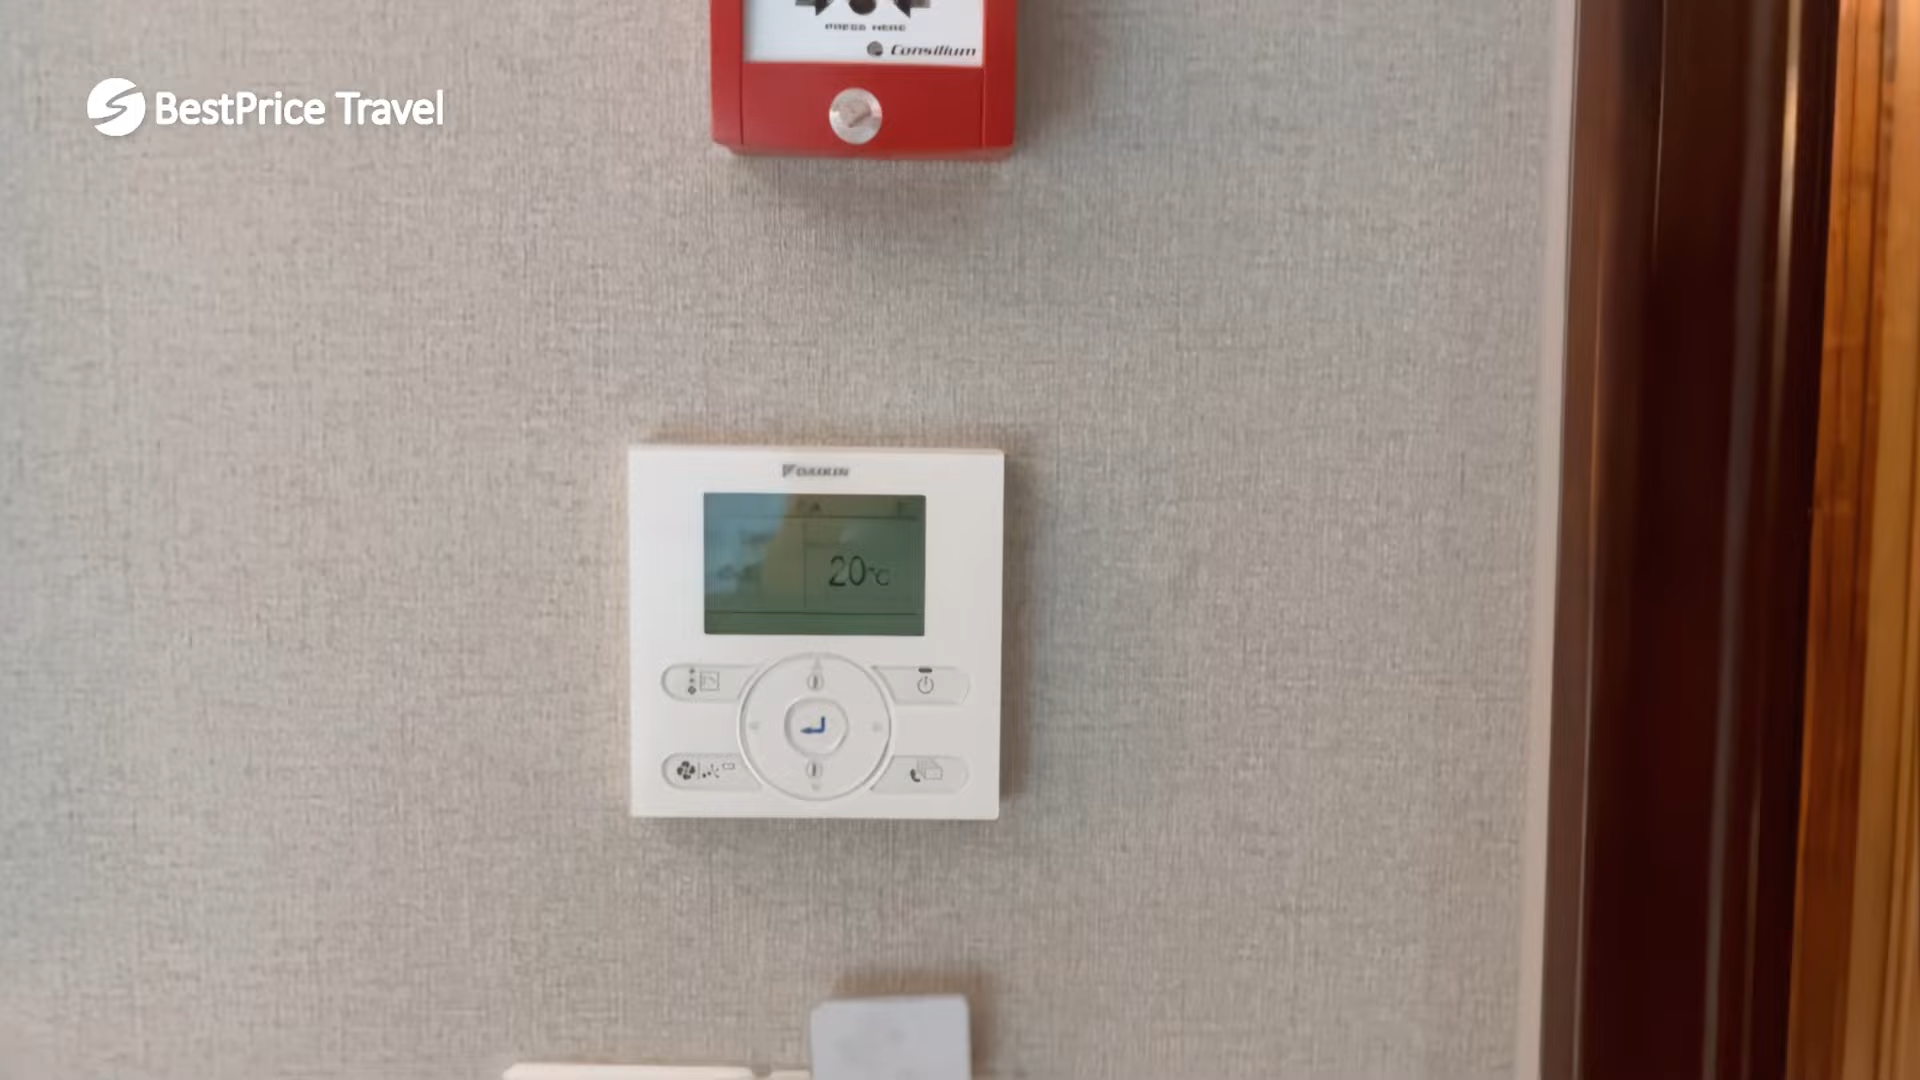 PRESS HERE
Consilium
BestPrice Travel
DAIKIN
20°C